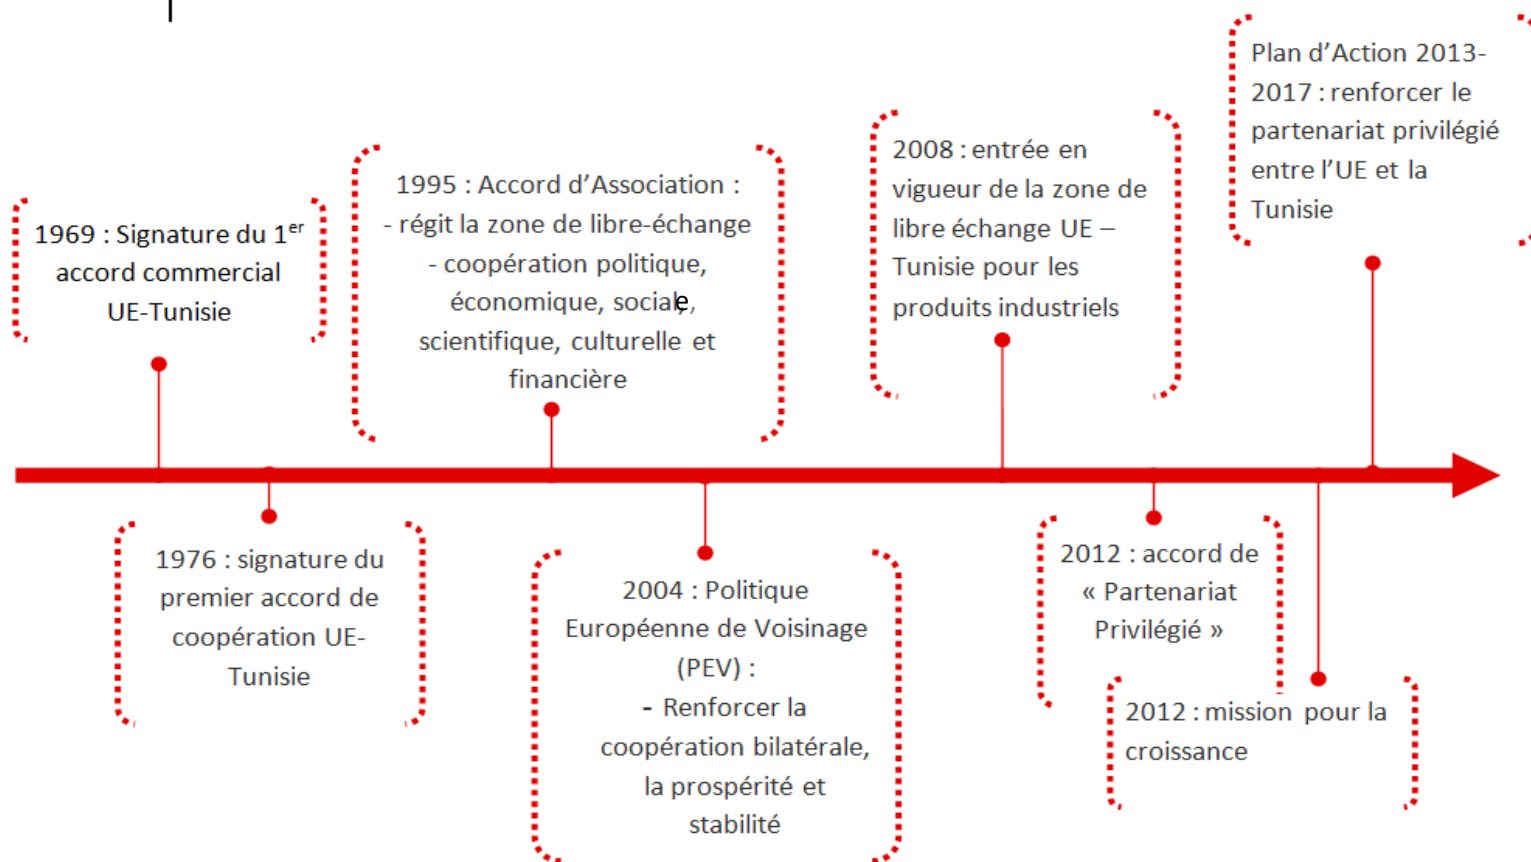 1969 : Signature du 1er
accord commercial
UE-Tunisie
1976 : signature du
premier accord de
coopération UE-
Tunisie
1995 : Accord d’Association :
- régit la zone de libre-échange
- coopération politique,
économique, sociale,
scientifique, culturelle et
financière
2004 : Politique
Européenne de Voisinage
(PEV) :
- Renforcer la
coopération bilatérale,
la prospérité et
stabilité
2008 : entrée en
vigueur de la zone de
libre échange UE –
Tunisie pour les
produits industriels
2012 : accord de
« Partenariat
Privilégié »
2012 : mission pour la
croissance
Plan d’Action 2013-
2017 : renforcer le
partenariat privilégié
entre l’UE et la
Tunisie